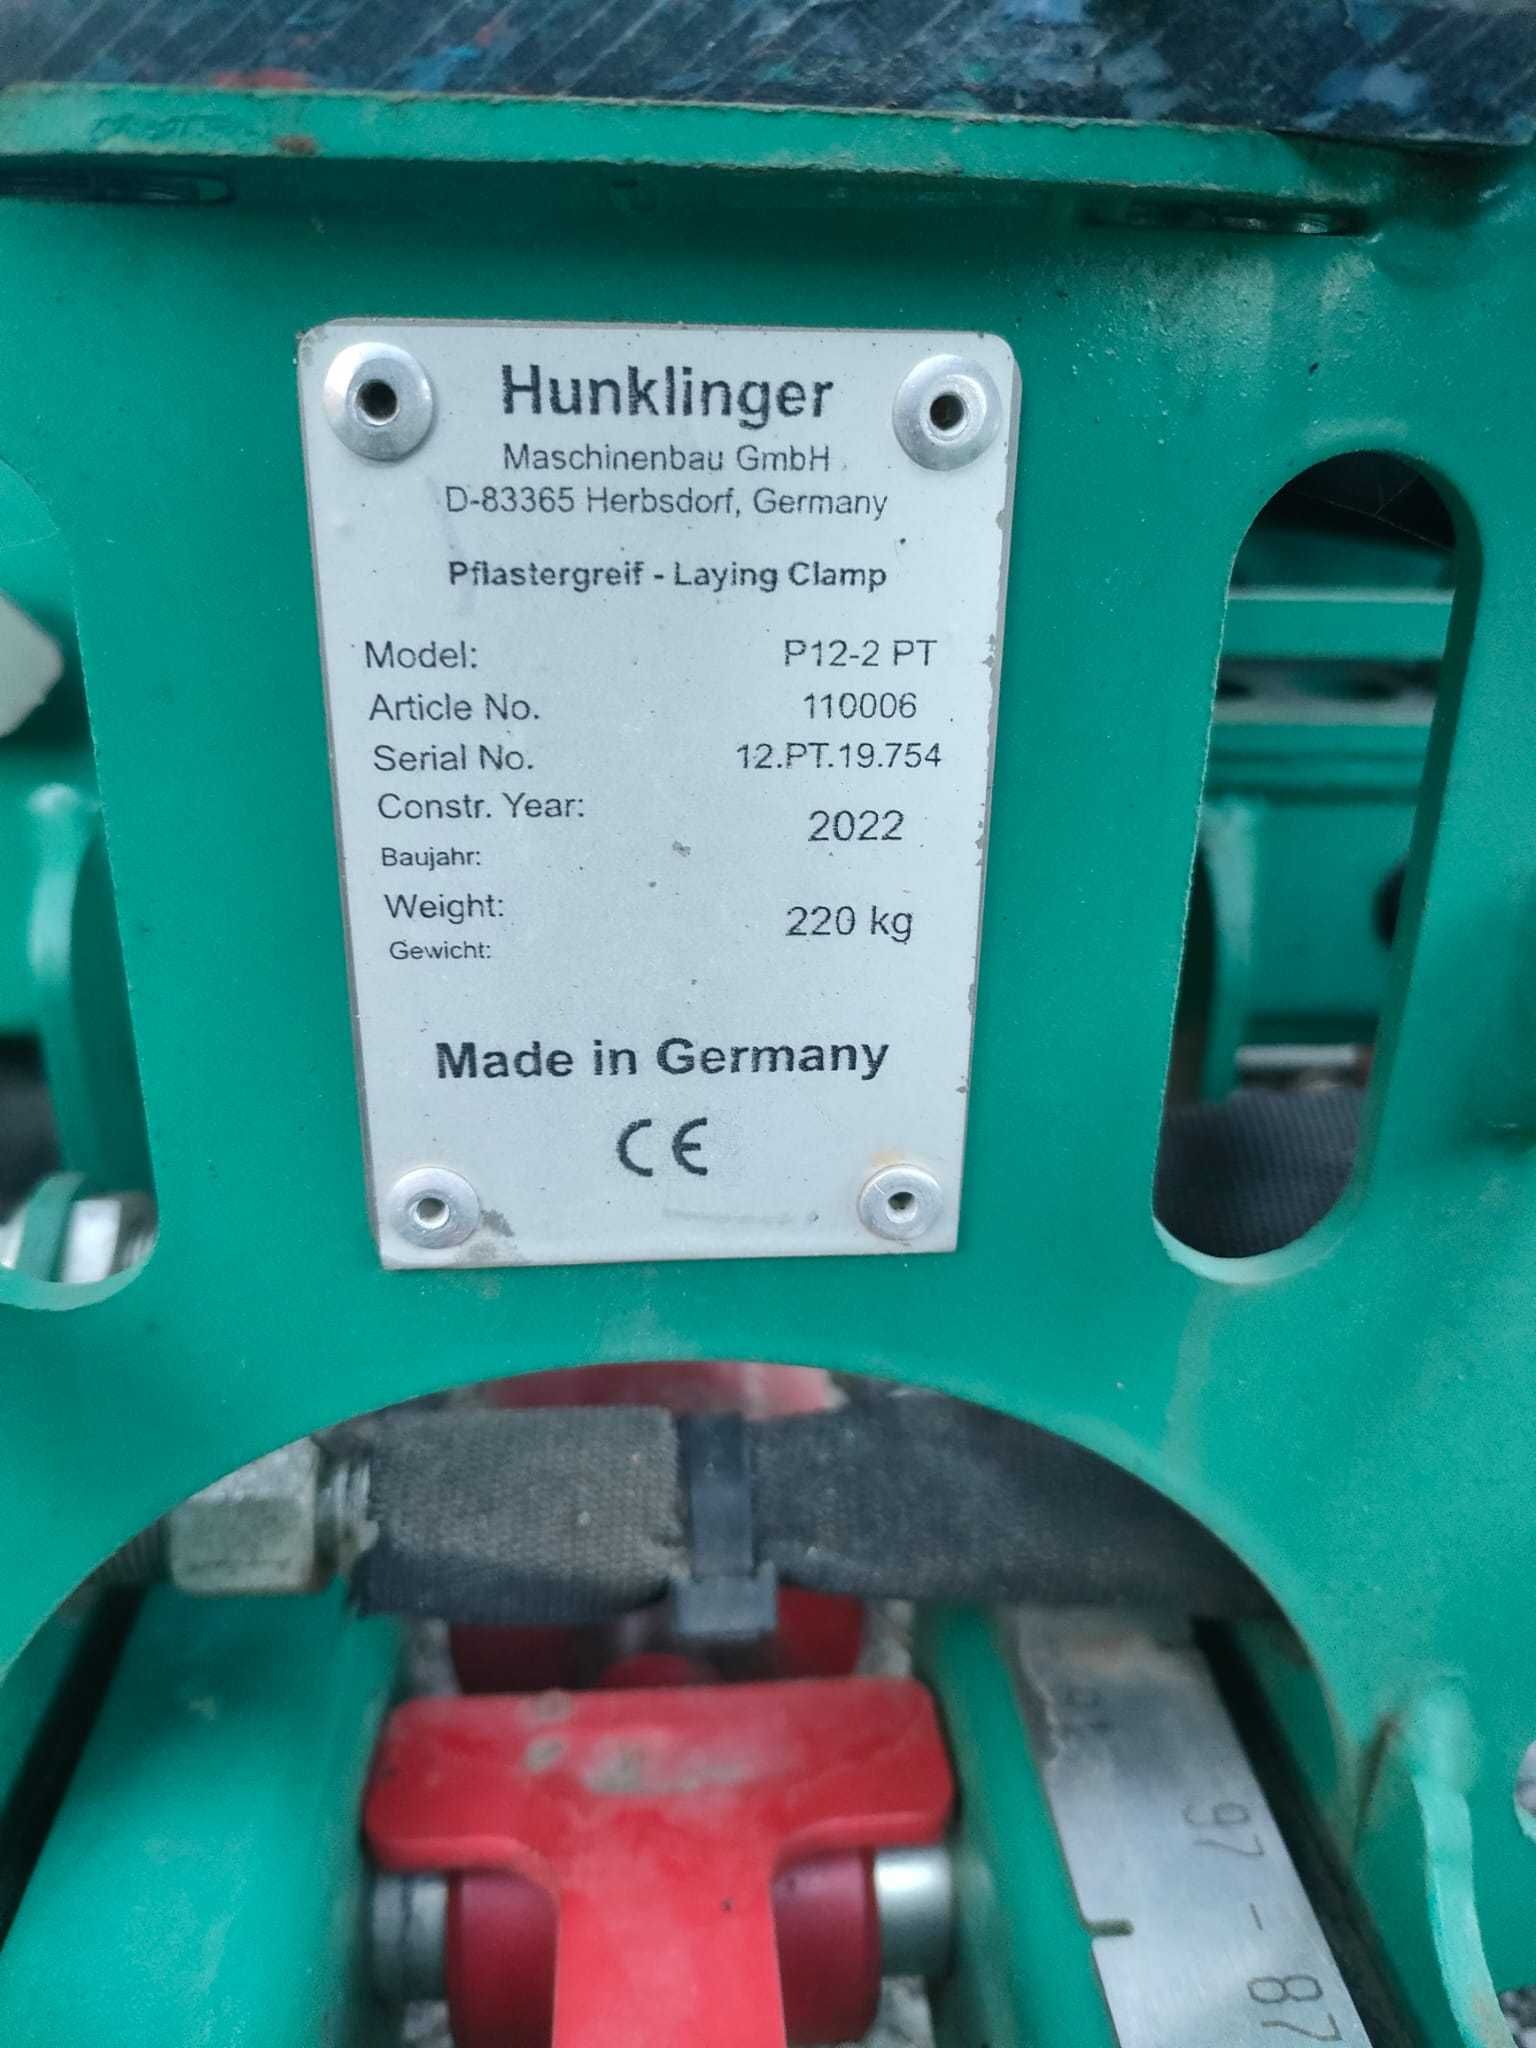 Hunklinger
Maschinenbau GmbH
D-83365 Herbsdorf, Germany
Pflastergreif - Laying Clamp
Model: P12-2 PT
Article No. 110006
Serial No. 12.PT.19.754
Constr. Year: 2022
Baujahr:
Weight: 220 kg
Gewicht:
Made in Germany
CE
97 - 87